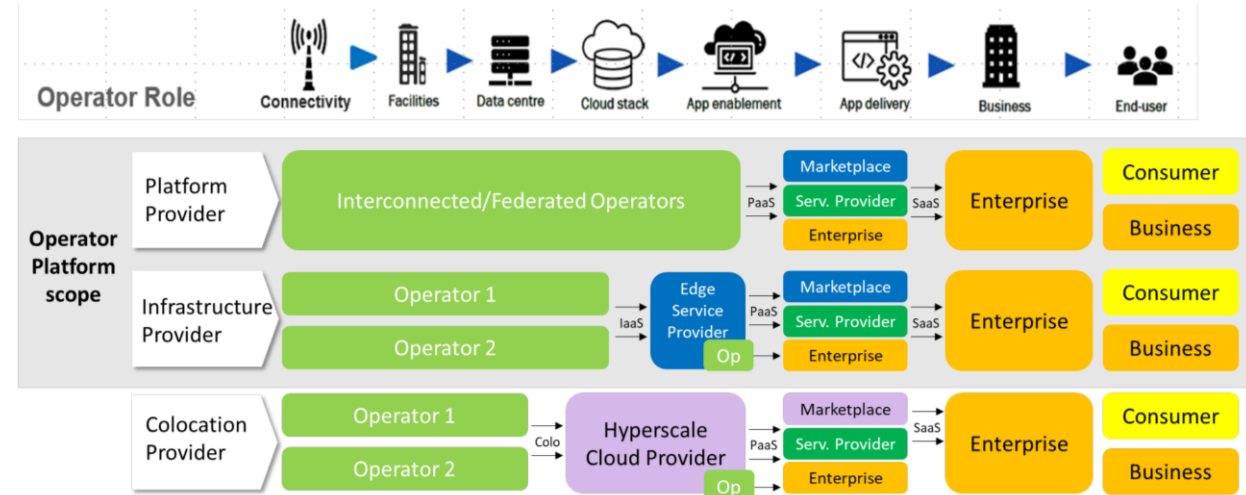 Operator Role
Connectivity
Facilities
Data centre
Cloud stack
App enablement
App delivery
Business
End-user
Operator
Platform
scope
Platform
Provider
Interconnected/Federated Operators
PaaS
Marketplace
Serv. Provider
Enterprise
SaaS
Enterprise
Consumer
Business
Infrastructure
Provider
Operator 1
Operator 2
IaaS
Edge
Service
Provider
Op
PaaS
Marketplace
Serv. Provider
Enterprise
SaaS
Enterprise
Consumer
Business
Colocation
Provider
Operator 1
Operator 2
Colo
Hyperscale
Cloud Provider
Op
PaaS
Marketplace
Serv. Provider
Enterprise
SaaS
Enterprise
Consumer
Business